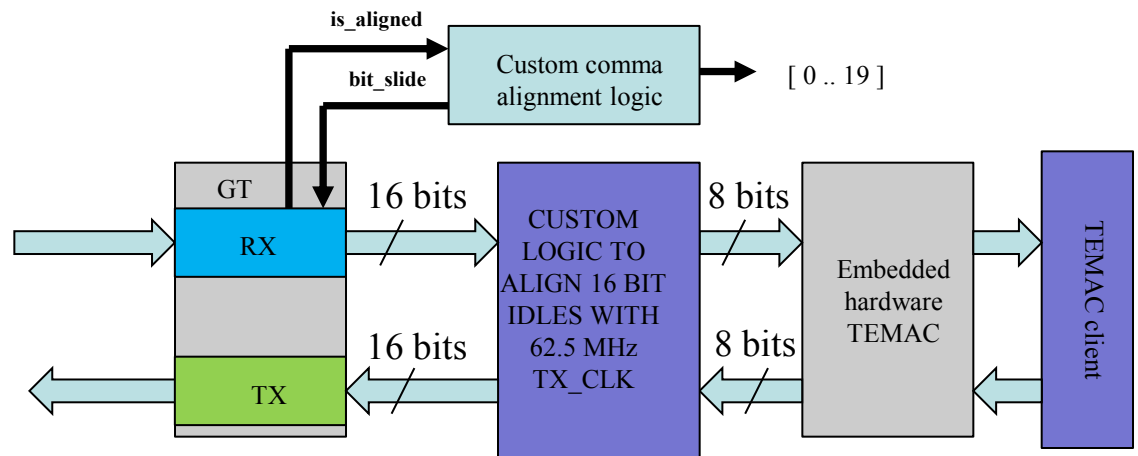 is_aligned
bit_slide
Custom comma
alignment logic
[ 0 .. 19 ]
GT
RX
TX
16 bits
16 bits
CUSTOM
LOGIC TO
ALIGN 16 BIT
IDLES WITH
62.5 MHz
TX_CLK
8 bits
8 bits
Embedded
hardware
TEMAC
TEMAC client